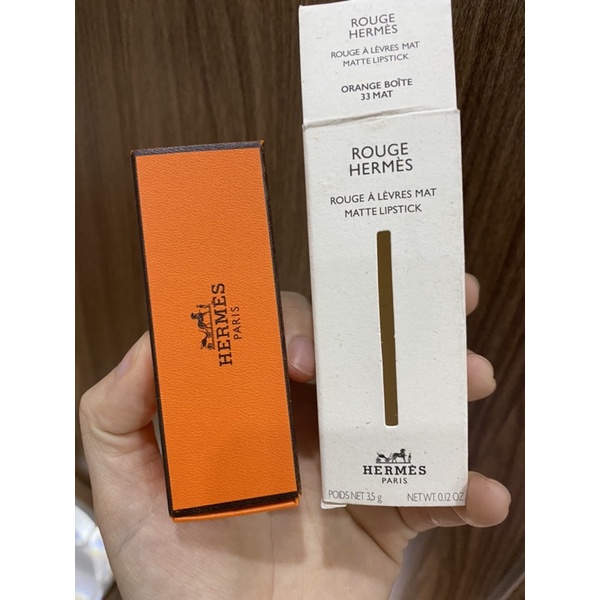 HERMÈS
PARIS
ROUGE
HERMÈS
ROUGE À LÈVRES MAT
MATTE LIPSTICK
ORANGE BOÎTE
33 MAT
ROUGE
HERMÈS
ROUGE À LÈVRES MAT
MATTE LIPSTICK
HERMÈS
PARIS
POIDS NET 3,5 g NET WT. 0.12 OZ